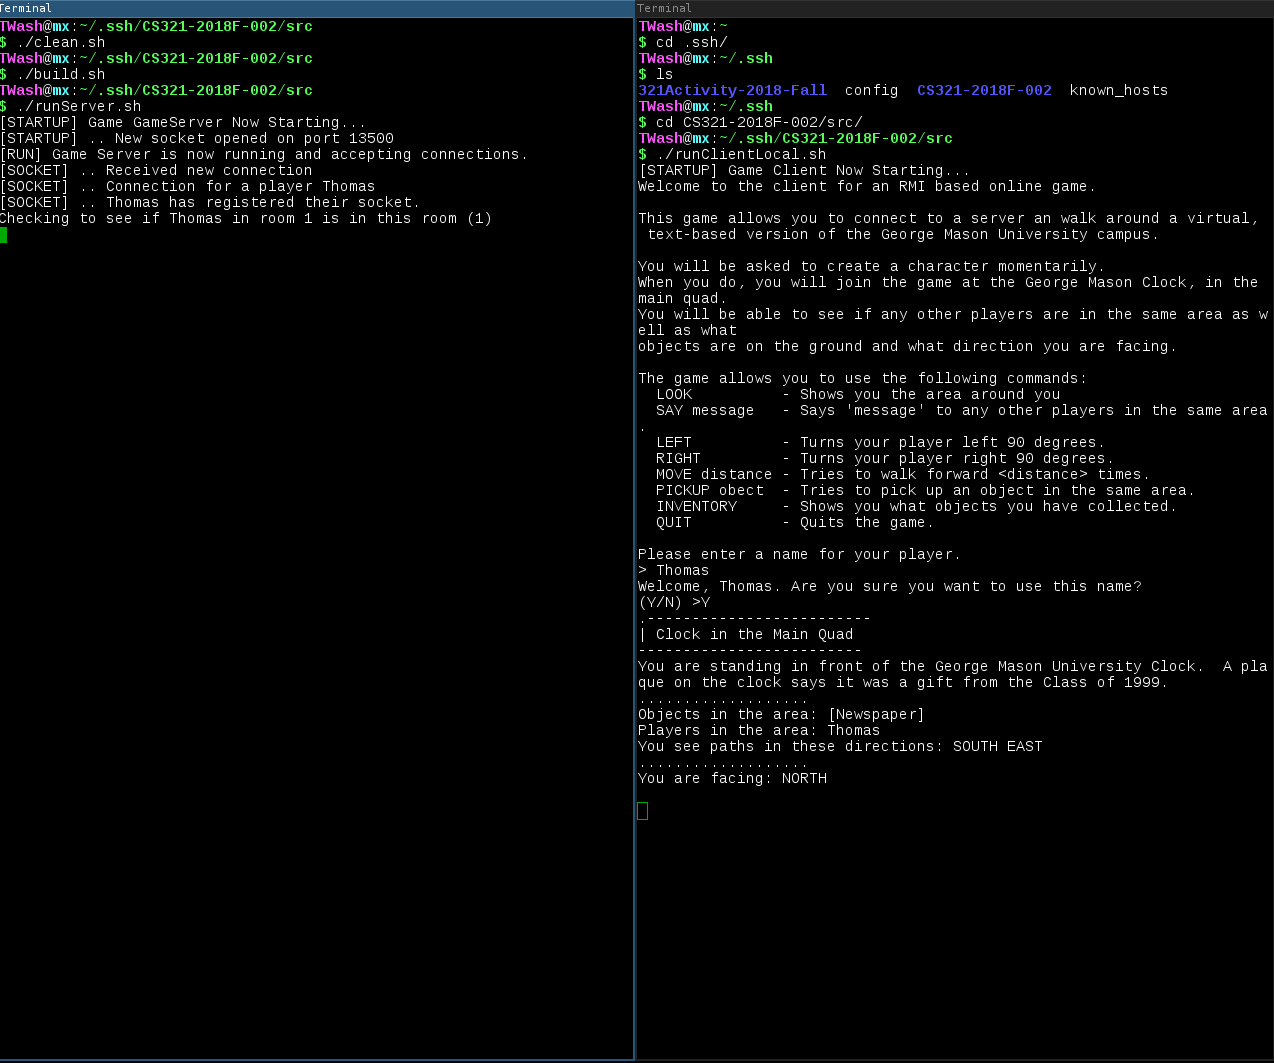 Terminal
TWash@mx:~/.ssh/CS321-2018F-002/src
$ ./clean.sh
TWash@mx:~/.ssh/CS321-2018F-002/src
$ ./build.sh
TWash@mx:~/.ssh/CS321-2018F-002/src
$ ./runServer.sh
[STARTUP] Game GameServer Now Starting...
[STARTUP] .. New socket opened on port 13500
[RUN] Game Server is now running and accepting connections.
[SOCKET] .. Received new connection
[SOCKET] .. Connection for a player Thomas
[SOCKET] .. Thomas has registered their socket.
Checking to see if Thomas in room 1 is in this room (1)
Terminal
TWash@mx:~
$ cd .ssh/
TWash@mx:~/.ssh
$ ls
321Activity-2018-Fall  config  CS321-2018F-002  known_hosts
TWash@mx:~/.ssh
$ cd CS321-2018F-002/src/
TWash@mx:~/.ssh/CS321-2018F-002/src
$ ./runClientLocal.sh
[STARTUP] Game Client Now Starting...
Welcome to the client for an RMI based online game.
This game allows you to connect to a server an walk around a virtual,
 text-based version of the George Mason University campus.
You will be asked to create a character momentarily.
When you do, you will join the game at the George Mason Clock, in the
main quad.
You will be able to see if any other players are in the same area as w
ell as what
objects are on the ground and what direction you are facing.
The game allows you to use the following commands:
  LOOK          - Shows you the area around you
  SAY message   - Says 'message' to any other players in the same area
.
  LEFT          - Turns your player left 90 degrees.
  RIGHT         - Turns your player right 90 degrees.
  MOVE distance - Tries to walk forward <distance> times.
  PICKUP obect  - Tries to pick up an object in the same area.
  INVENTORY     - Shows you what objects you have collected.
  QUIT          - Quits the game.
Please enter a name for your player.
> Thomas
Welcome, Thomas. Are you sure you want to use this name?
(Y/N) >Y
.-------------------------
| Clock in the Main Quad
-------------------------
You are standing in front of the George Mason University Clock.  A pla
que on the clock says it was a gift from the Class of 1999.
...................
Objects in the area: [Newspaper]
Players in the area: Thomas
You see paths in these directions: SOUTH EAST
...................
You are facing: NORTH